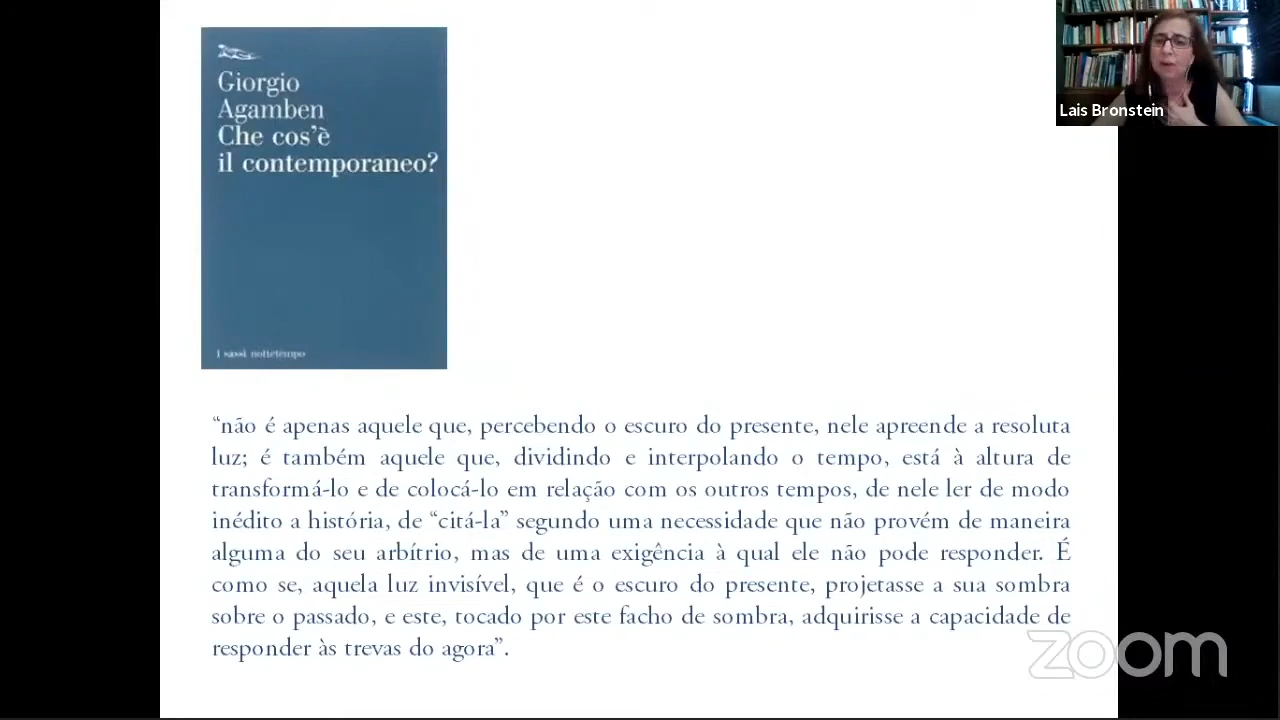 Giorgio
Agamben
Che cos'è
il contemporaneo?
i sassi nottetempo
Lais Bronstein
“não é apenas aquele que, percebendo o escuro do presente, nele apreende a resoluta
luz; é também aquele que, dividindo e interpolando o tempo, está à altura de
transformá-lo e de colocá-lo em relação com os outros tempos, de nele ler de modo
inédito a história, de “citá-la” segundo uma necessidade que não provém de maneira
alguma do seu arbítrio, mas de uma exigência à qual ele não pode responder. É
como se, aquela luz invisível, que é o escuro do presente, projetasse a sua sombra
sobre o passado, e este, tocado por este facho de sombra, adquirisse a capacidade de
responder às trevas do agora”.
zoom